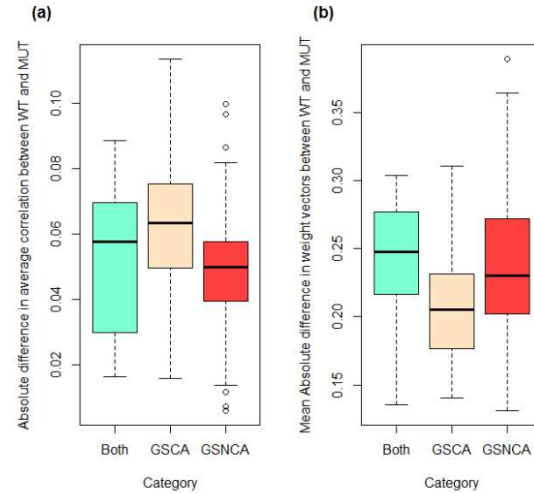 (a)
Absolute difference in average correlation between WT and MUT
0.10
0.08
0.06
0.04
0.02
Both GSCA GSNCA
Category
(b)
Mean Absolute difference in weight vectors between WT and MUT
0.35
0.30
0.25
0.20
0.15
Both GSCA GSNCA
Category